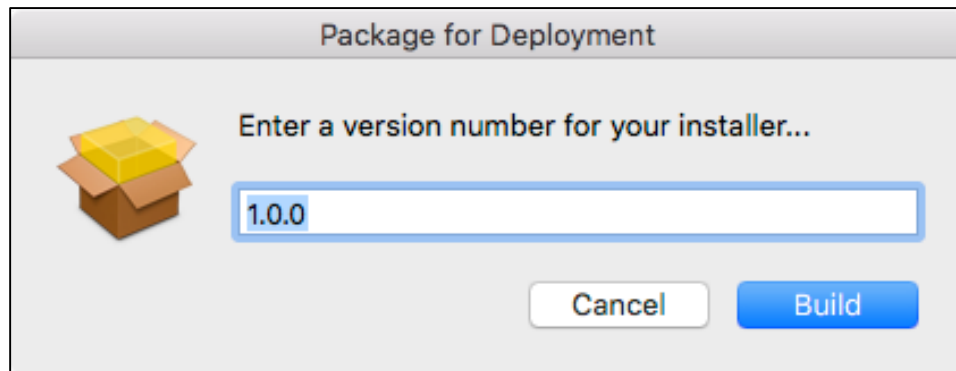 Package for Deployment
Enter a version number for your installer...
1.0.0
Cancel Build